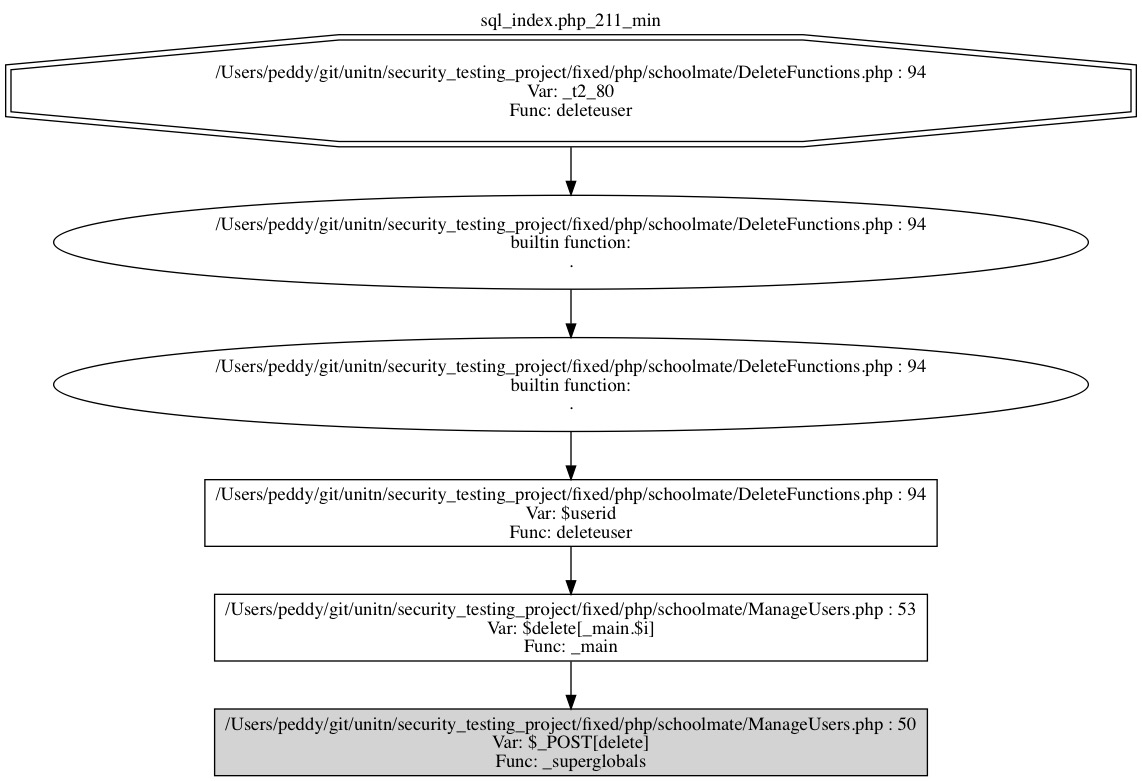 sql_index.php_211_min
/Users/peddy/git/unitn/security_testing_project/fixed/php/schoolmate/DeleteFunctions.php : 94
Var: _t2_80
Func: deleteuser
/Users/peddy/git/unitn/security_testing_project/fixed/php/schoolmate/DeleteFunctions.php : 94
builtin function:
.
/Users/peddy/git/unitn/security_testing_project/fixed/php/schoolmate/DeleteFunctions.php : 94
builtin function:
.
/Users/peddy/git/unitn/security_testing_project/fixed/php/schoolmate/DeleteFunctions.php : 94
Var: $userid
Func: deleteuser
/Users/peddy/git/unitn/security_testing_project/fixed/php/schoolmate/ManageUsers.php : 53
Var: $delete[_main.$i]
Func: _main
/Users/peddy/git/unitn/security_testing_project/fixed/php/schoolmate/ManageUsers.php : 50
Var: $_POST[delete]
Func: _superglobals